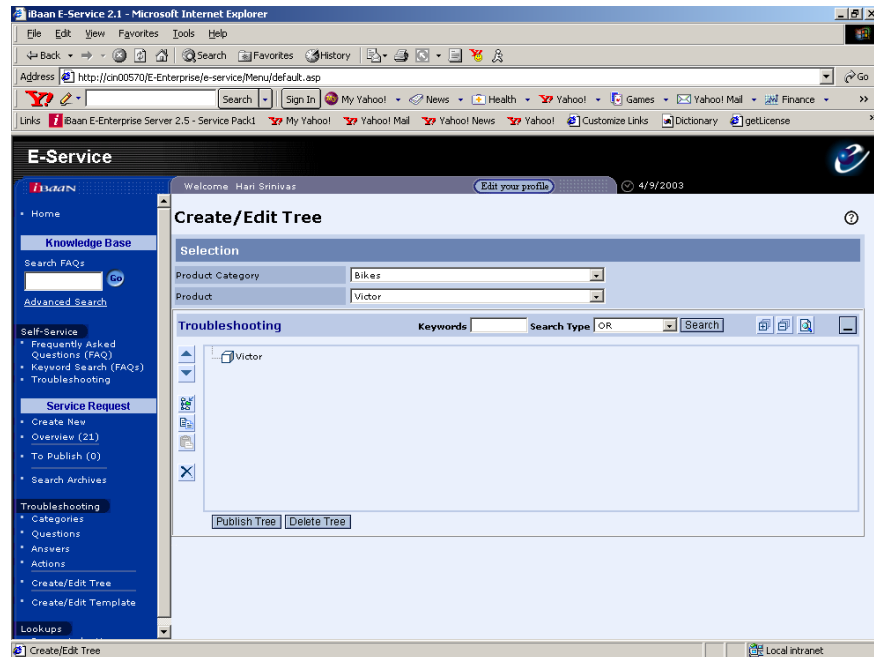 iBaan E-Service 2.1 - Microsoft Internet Explorer
File Edit View Favorites Tools Help
Back Search Favorites History
Address http://cin00570/E-Enterprise/e-service/Menu/default.asp Go
Y! Search Sign In My Yahoo! News Health Yahoo! Games Yahoo! Mail Finance »
Links iBaan E-Enterprise Server 2.5 - Service Pack1 My Yahoo! Yahoo! Mail Yahoo! News Yahoo! Customize Links Dictionary getLicense »
E-Service
iBaan Welcome Hari Srinivas Edit your profile 4/9/2003
Home
Knowledge Base
Search FAQs
Go
Advanced Search
Self-Service
Frequently Asked
Questions (FAQ)
Keyword Search (FAQs)
Troubleshooting
Service Request
Create New
Overview (21)
To Publish (0)
Search Archives
Troubleshooting
Categories
Questions
Answers
Actions
Create/Edit Tree
Create/Edit Template
Lookups
Create/Edit Tree
Selection
Product Category Bikes
Product Victor
Troubleshooting Keywords Search Type OR Search
Victor
Publish Tree Delete Tree
Create/Edit Tree Local intranet